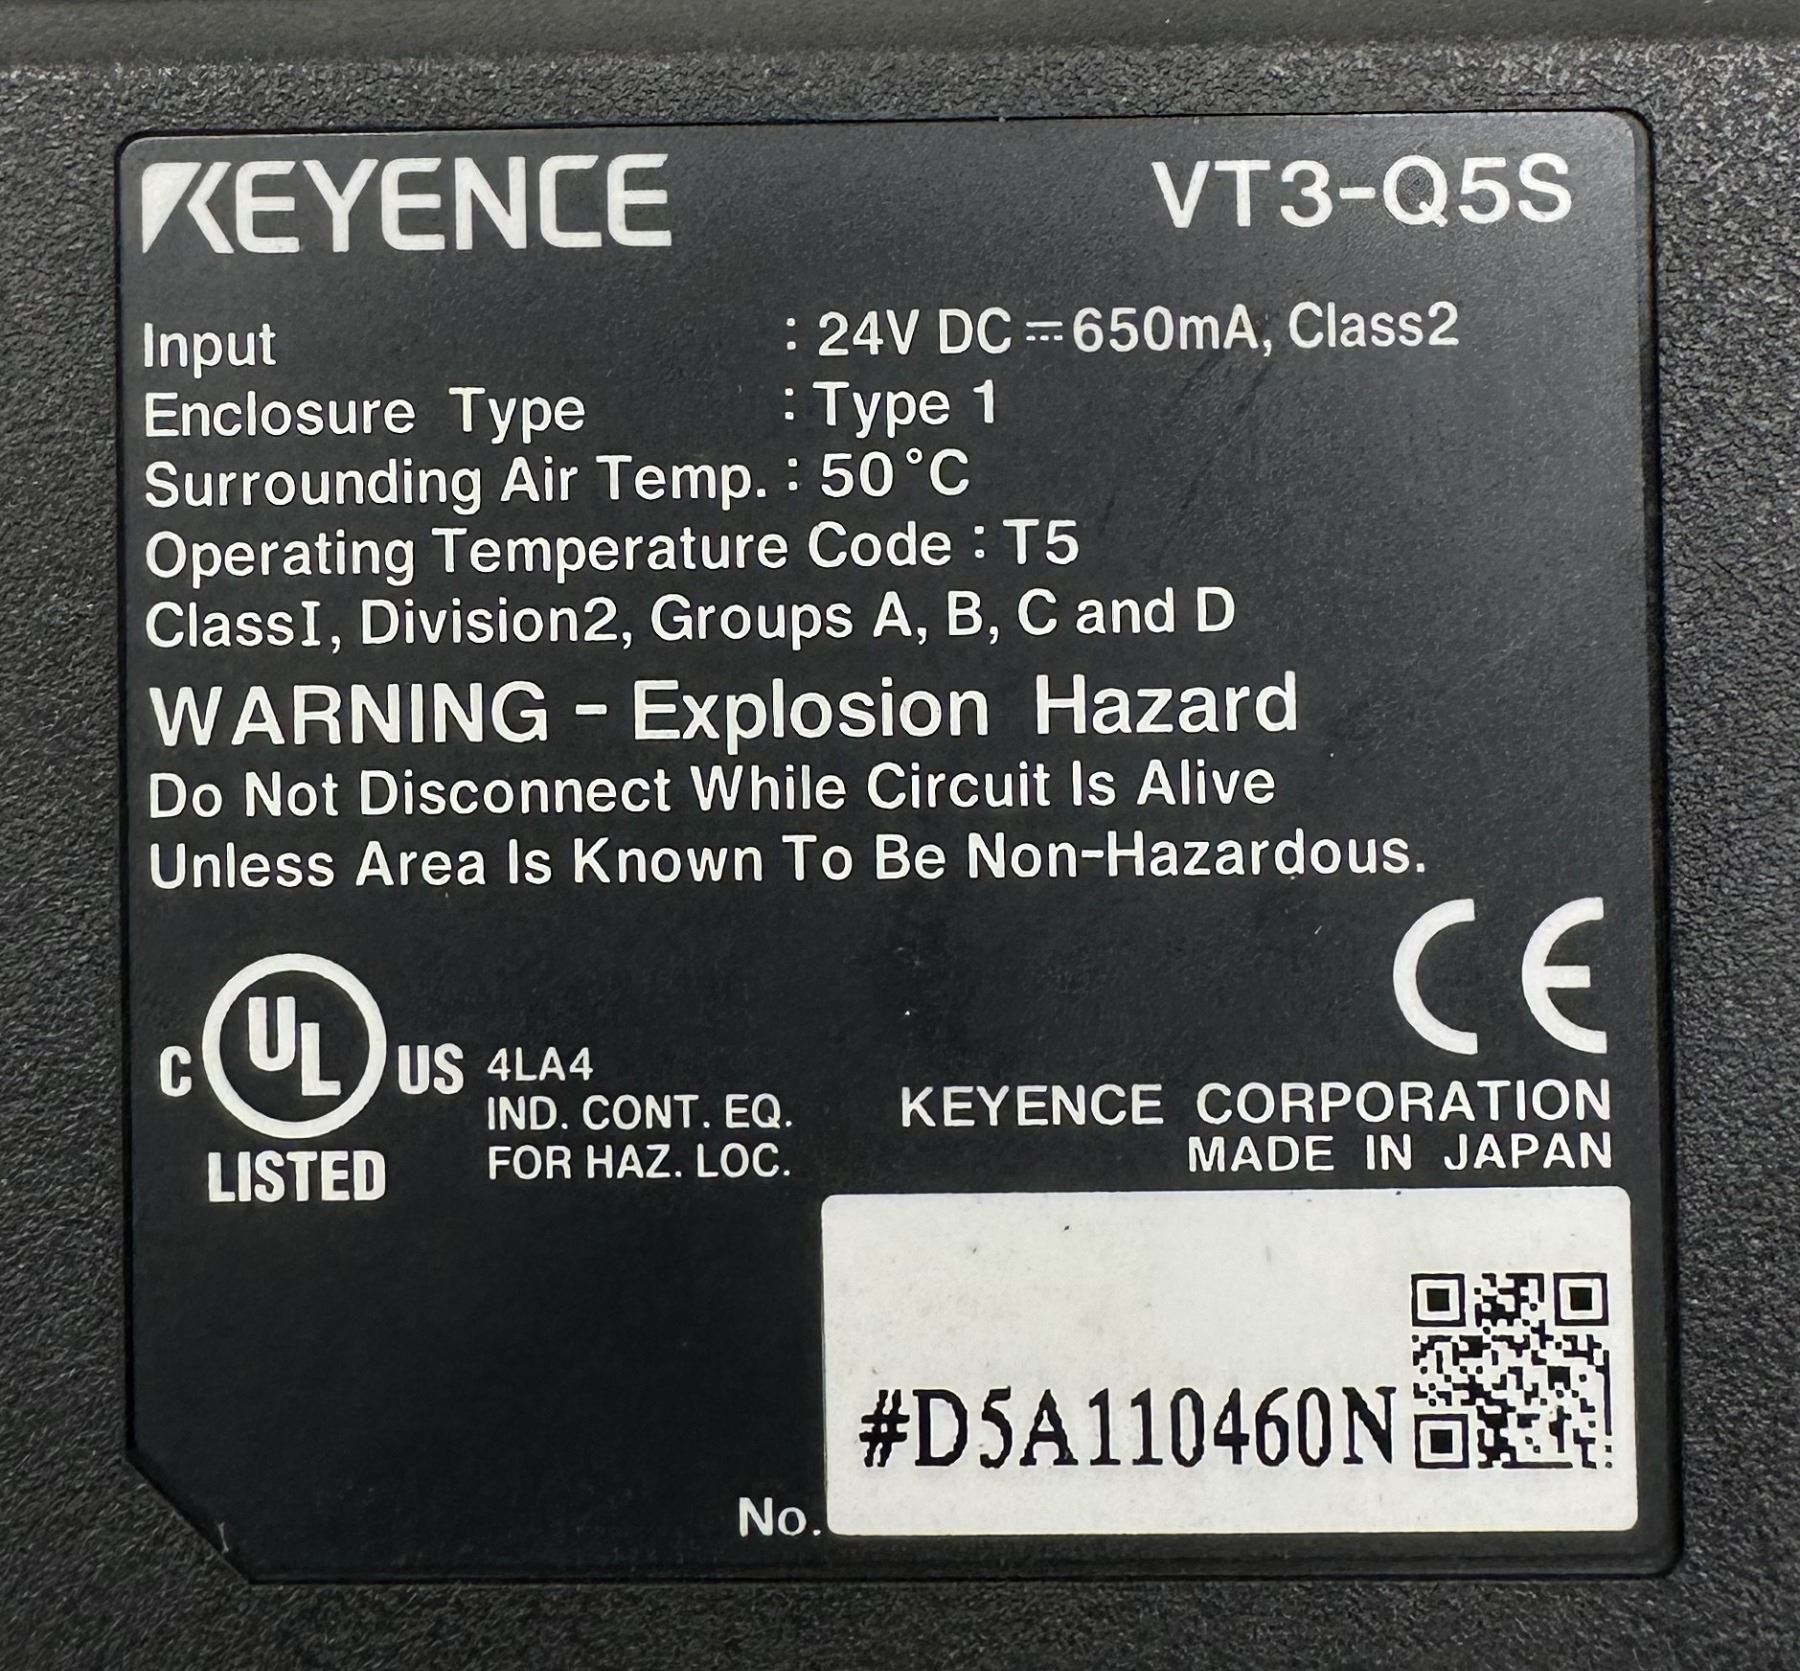 KEYENCE VT3-Q5S
Input : 24V DC ⎓ 650mA, Class2
Enclosure Type : Type 1
Surrounding Air Temp. : 50°C
Operating Temperature Code : T5
ClassI, Division2, Groups A, B, C and D
WARNING - Explosion Hazard
Do Not Disconnect While Circuit Is Alive
Unless Area Is Known To Be Non-Hazardous.
CE
C UL US
LISTED
4LA4
IND. CONT. EQ.
FOR HAZ. LOC.
KEYENCE CORPORATION
MADE IN JAPAN
#D5A110460N
No.